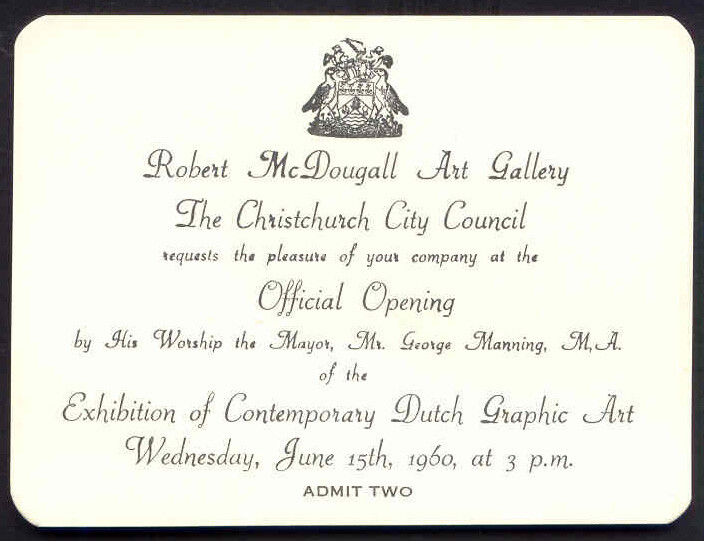 Robert McDougall Art Gallery
The Christchurch City Council
requests the pleasure of your company at the
Official Opening
by His Worship the Mayor, Mr. George Manning, M,A.
of the
Exhibition of Contemporary Dutch Graphic Art
Wednesday, June 15th, 1960, at 3 p.m.
ADMIT TWO